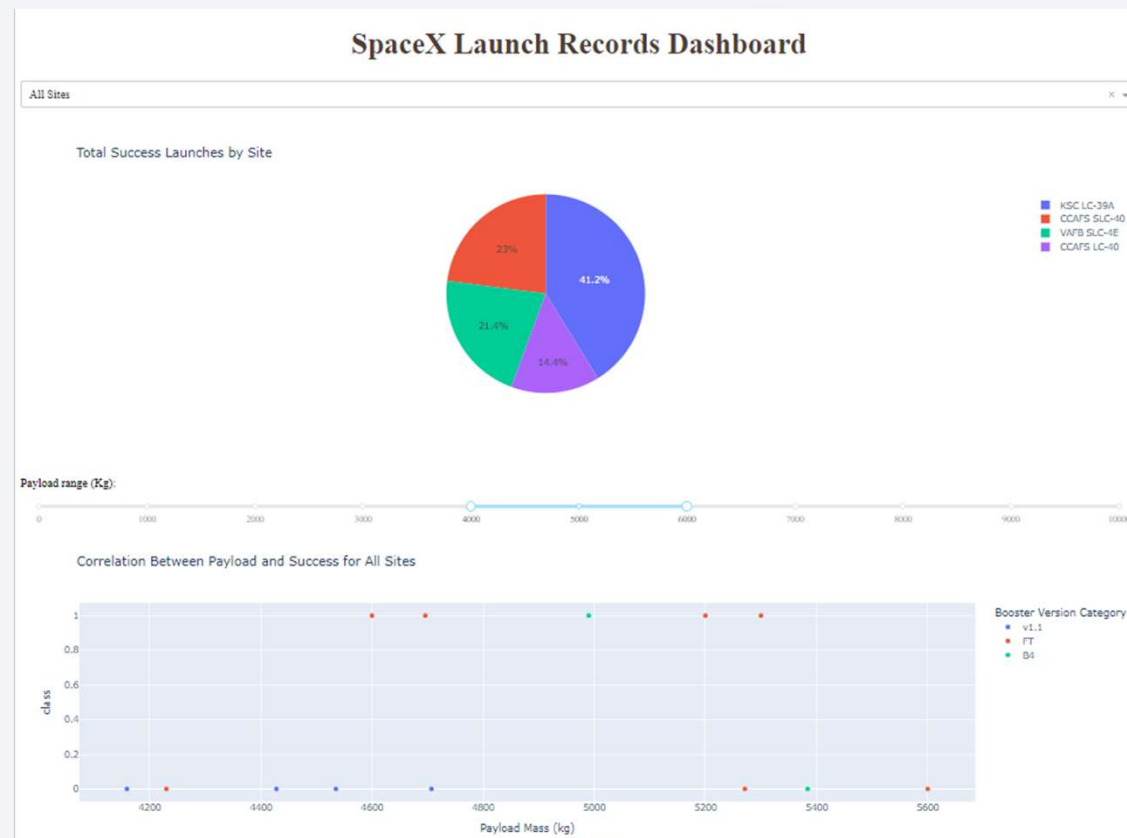 SpaceX Launch Records Dashboard
All Sites
×
Total Success Launches by Site
23%
41.2%
21.4%
14.4%
KSC LC-39A
CCAFS SLC-40
VAFB SLC-4E
CCAFS LC-40
Payload range (Kg):
0 1000 2000 3000 4000 5000 6000 7000 8000 9000
Correlation Between Payload and Success for All Sites
Booster Version Category
v1.1
FT
B4
1
0.8
0.6
0.4
0.2
0
class
4200 4400 4600 4800 5000 5200 5400 5600
Payload Mass (kg)